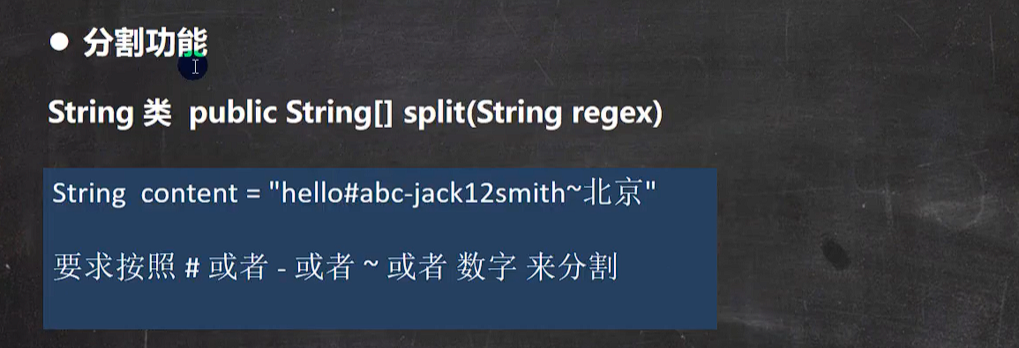 ● 分割功能
String 类 public String[] split(String regex)
String content = "hello#abc-jack12smith~北京"
要求按照 # 或者 - 或者 ~ 或者 数字 来分割